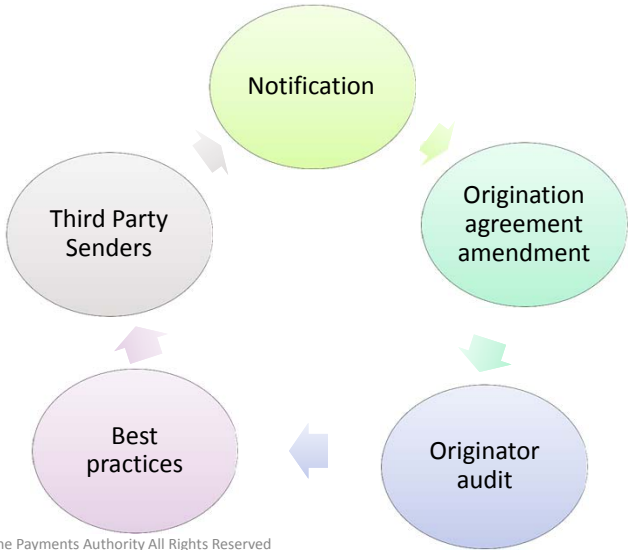 Notification
Origination
agreement
amendment
Originator
audit
Best
practices
Third Party
Senders
Payments Authority All Rights Reserved